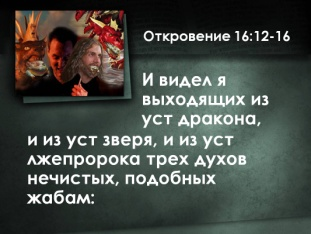 Откровение 16:12-16
И видел я
выходящих из
уст дракона,
и из уст зверя, и из уст
лжепророка трех духов
нечистых, подобных
жабам: